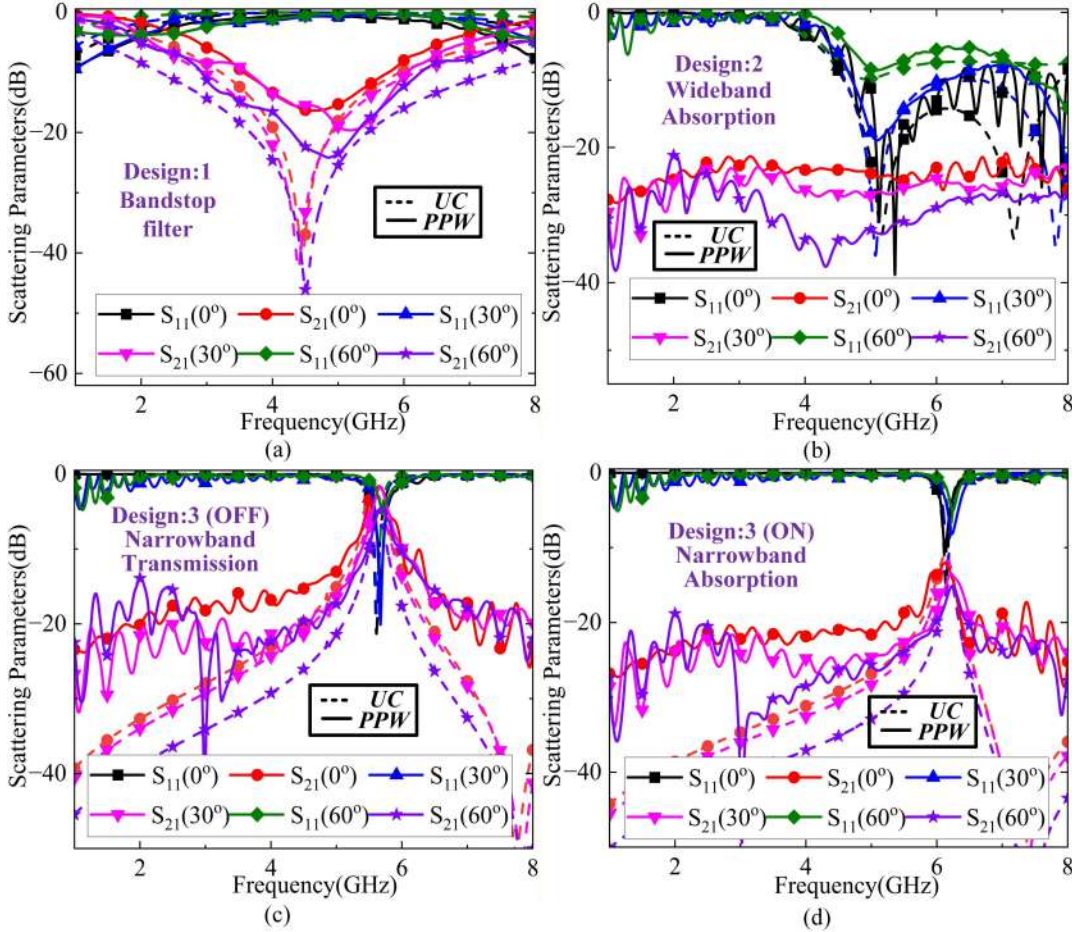 0
−20
−40
−60
Scattering Parameters(dB)
Design:1
Bandstop
filter
UC
PPW
S₁₁(0º) S₂₁(0º) S₁₁(30º)
S₂₁(30º) S₁₁(60º) S₂₁(60º)
2 4 6 8
Frequency(GHz)
(a)
0
−20
−40
Scattering Parameters(dB)
Design:2
Wideband
Absorption
UC
PPW
S₁₁(0º) S₂₁(0º) S₁₁(30º)
S₂₁(30º) S₁₁(60º) S₂₁(60º)
2 4 6 8
Frequency(GHz)
(b)
0
−20
−40
Scattering Parameters(dB)
Design:3 (OFF)
Narrowband
Transmission
UC
PPW
S₁₁(0º) S₂₁(0º) S₁₁(30º)
S₂₁(30º) S₁₁(60º) S₂₁(60º)
2 4 6 8
Frequency(GHz)
(c)
0
−20
−40
Scattering Parameters(dB)
Design:3 (ON)
Narrowband
Absorption
UC
PPW
S₁₁(0º) S₂₁(0º) S₁₁(30º)
S₂₁(30º) S₁₁(60º) S₂₁(60º)
2 4 6 8
Frequency(GHz)
(d)